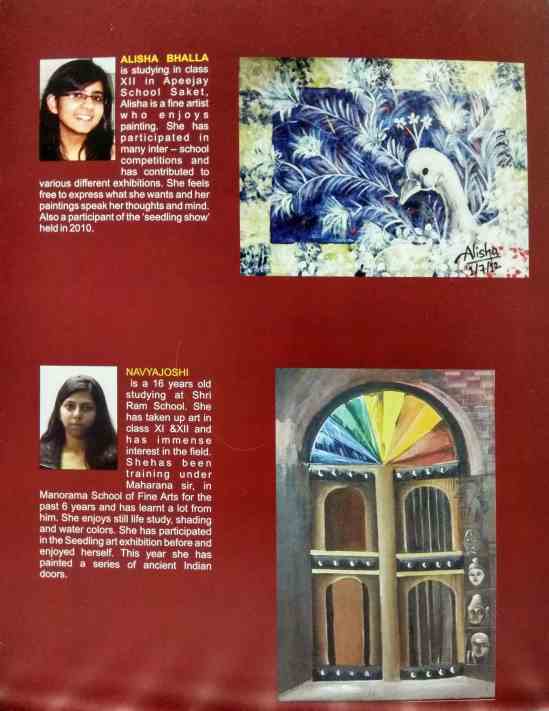 ALISHA BHALLA
is studying in class
XII in Apeejay
School Saket,
Alisha is a fine artist
who enjoys
painting. She has
participated in
many inter – school
competitions and
has contributed to
various different exhibitions. She feels
free to express what she wants and her
paintings speak her thoughts and mind.
Also a participant of the 'seedling show'
held in 2010.
Alisha
1/7/12
NAVYAJOSHI
is a 16 years old
studying at Shri
Ram School. She
has taken up art in
class XI &XII and
has immense
interest in the field.
Shehas been
training under
Maharana sir, in
Manorama School of Fine Arts for the
past 6 years and has learnt a lot from
him. She enjoys still life study, shading
and water colors. She has participated
in the Seedling art exhibition before and
enjoyed herself. This year she has
painted a series of ancient Indian
doors.